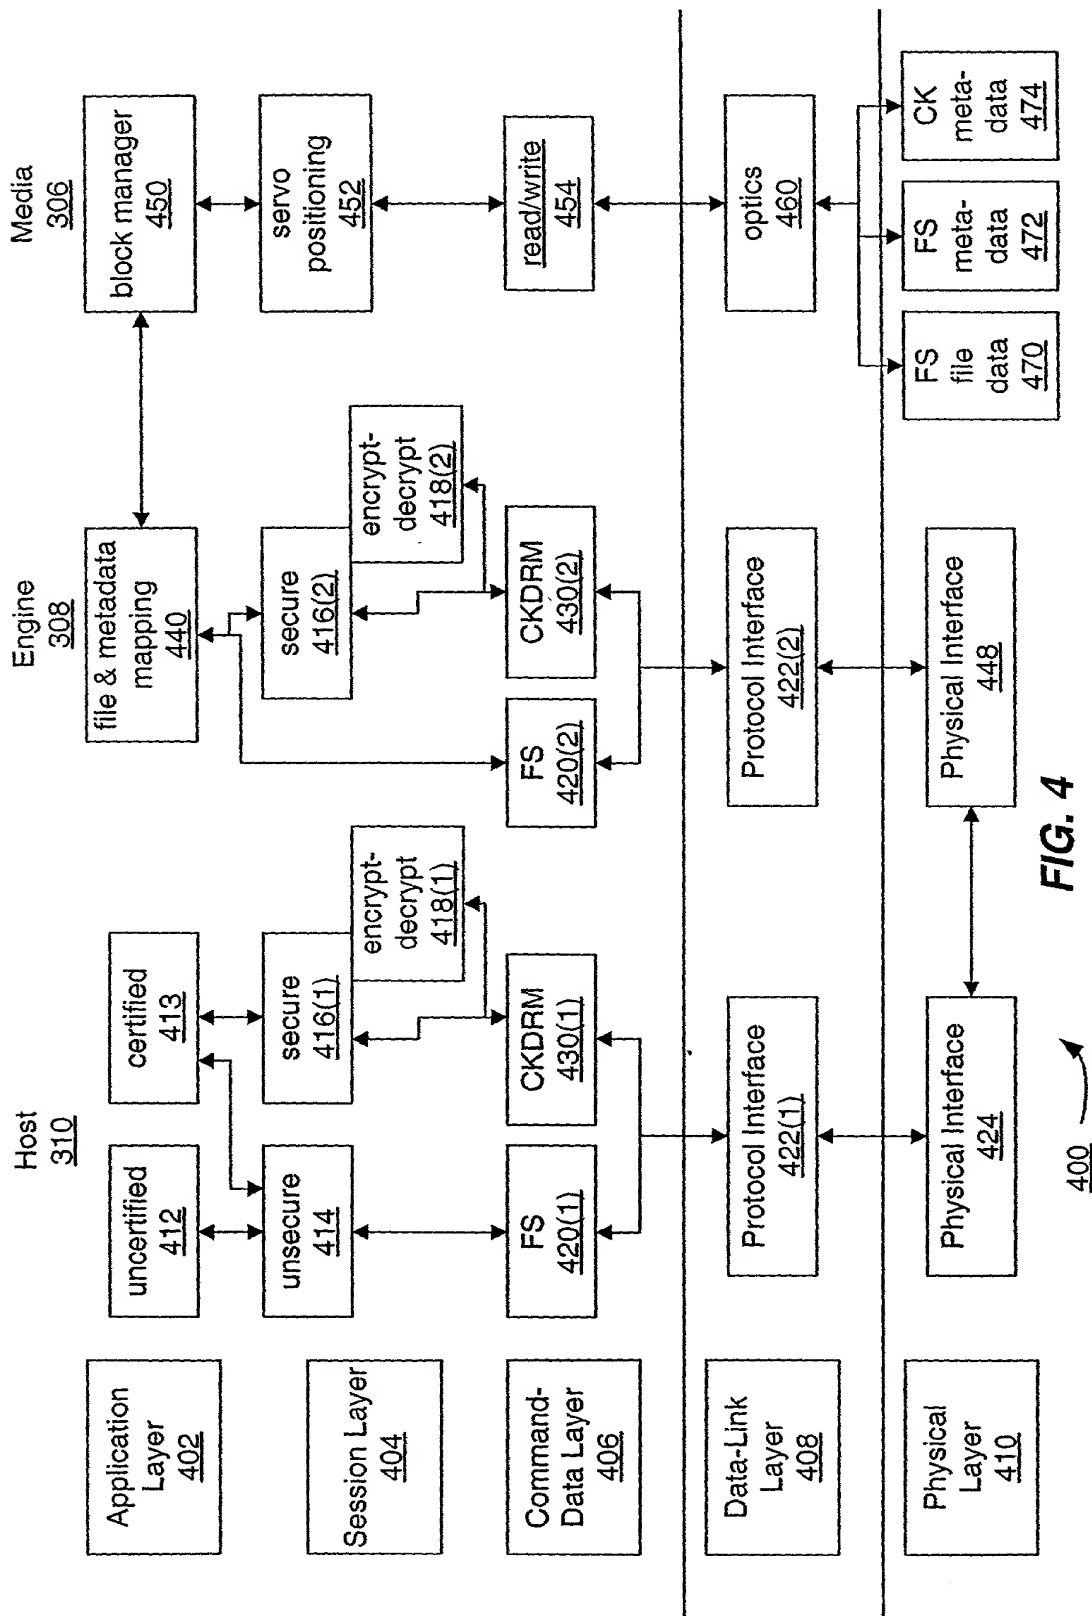 Host
310
Engine
308
Media
306
Application
Layer
402
uncertified
412
certified
413
file & metadata
mapping
440
block manager
450
Session Layer
404
unsecure
414
secure
416(1)
encrypt-
decrypt
418(1)
secure
416(2)
encrypt-
decrypt
418(2)
servo
positioning
452
Command-
Data Layer
406
FS
420(1)
CKDRM
430(1)
FS
420(2)
CKDRM
430(2)
read/write
454
Data-Link
Layer
408
Protocol Interface
422(1)
Protocol Interface
422(2)
optics
460
Physical
Layer
410
Physical Interface
424
Physical Interface
448
FS
file
data
470
FS
meta-
data
472
CK
meta-
data
474
400
FIG. 4